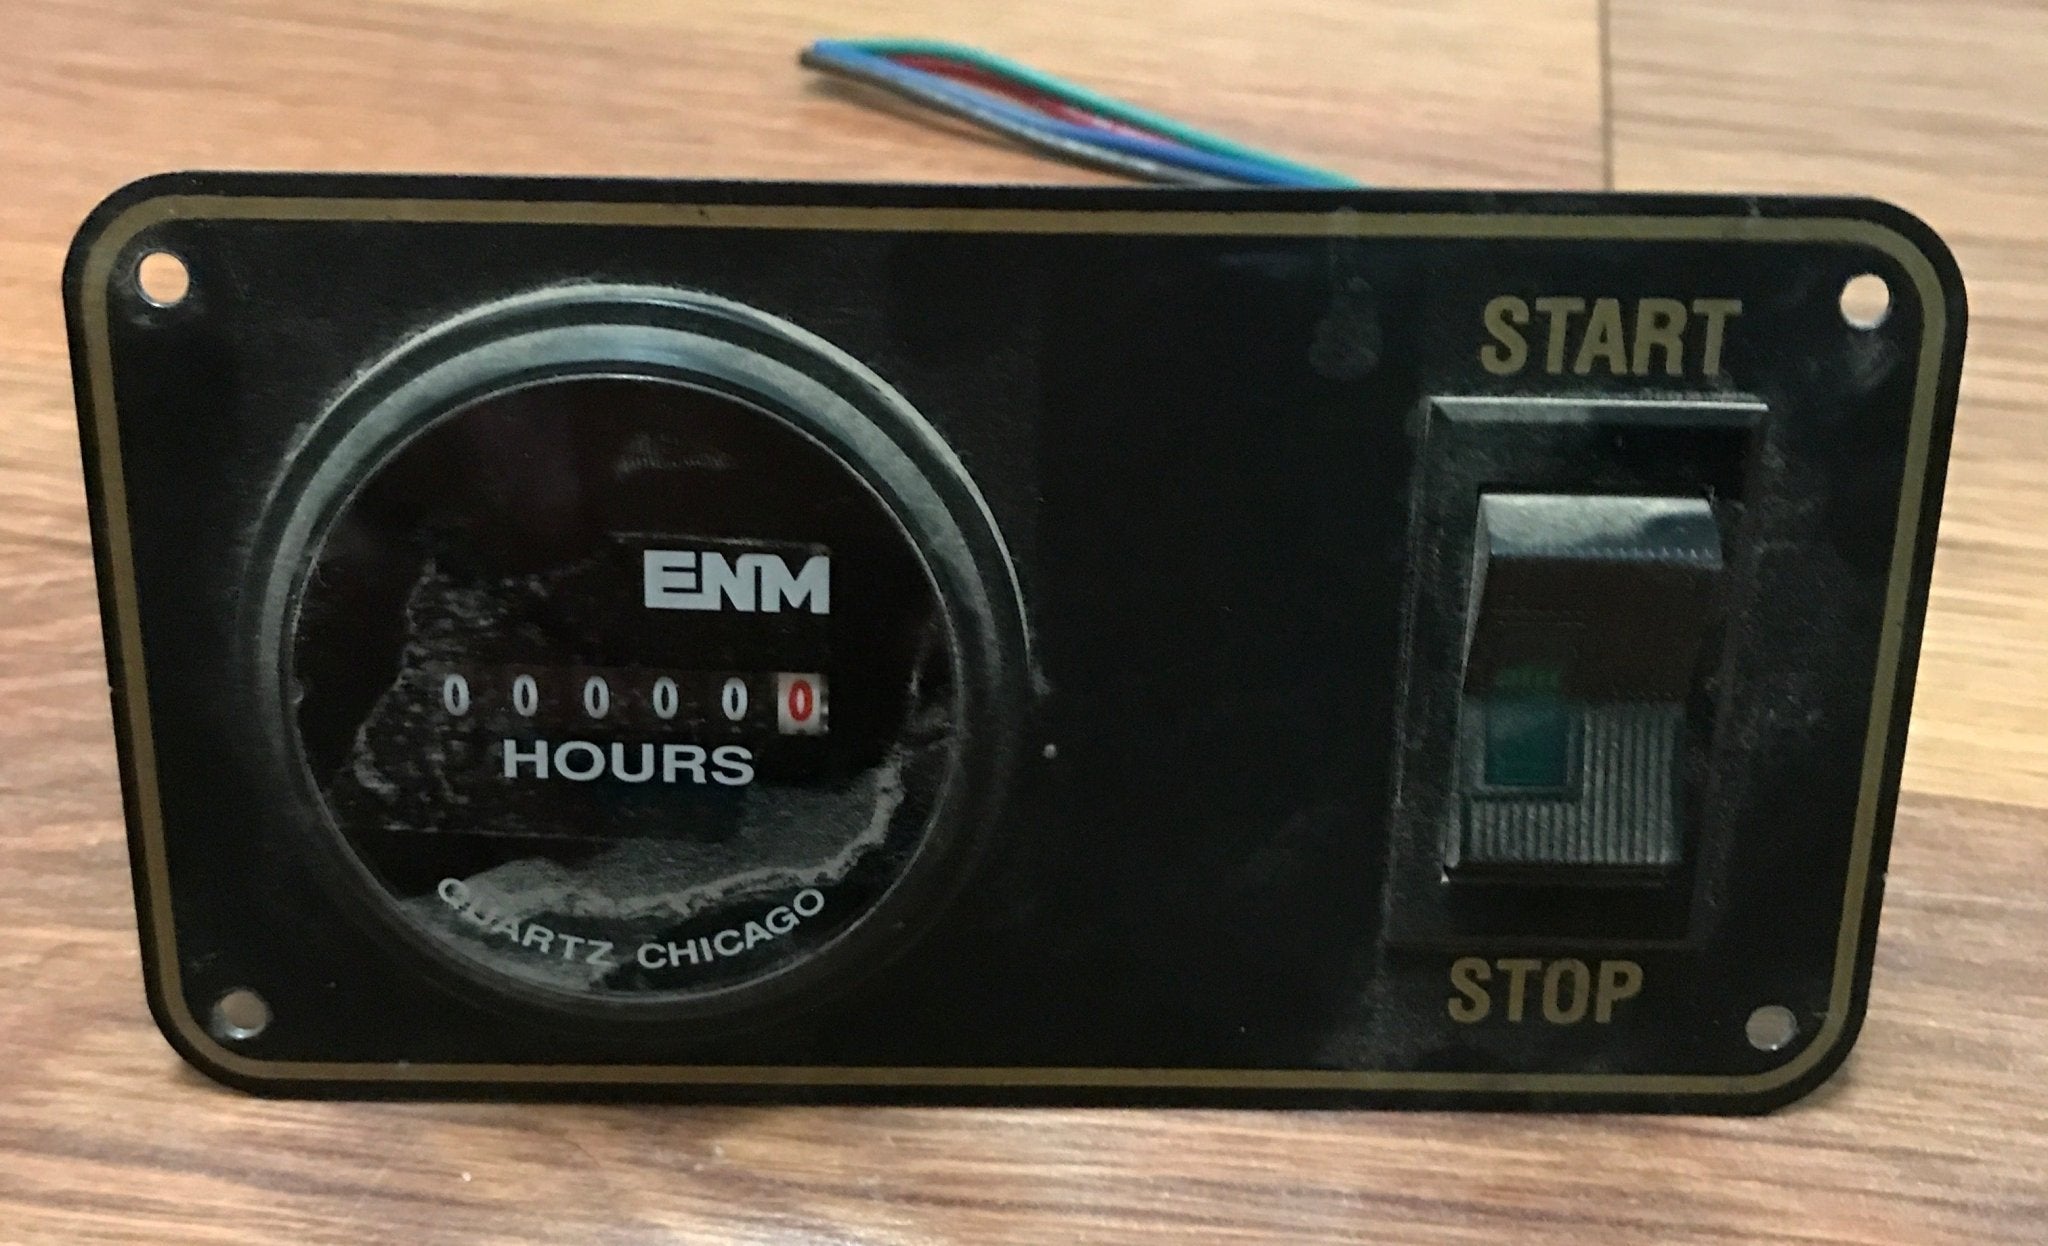 ENM
000000
HOURS
QUARTZ CHICAGO
START
STOP